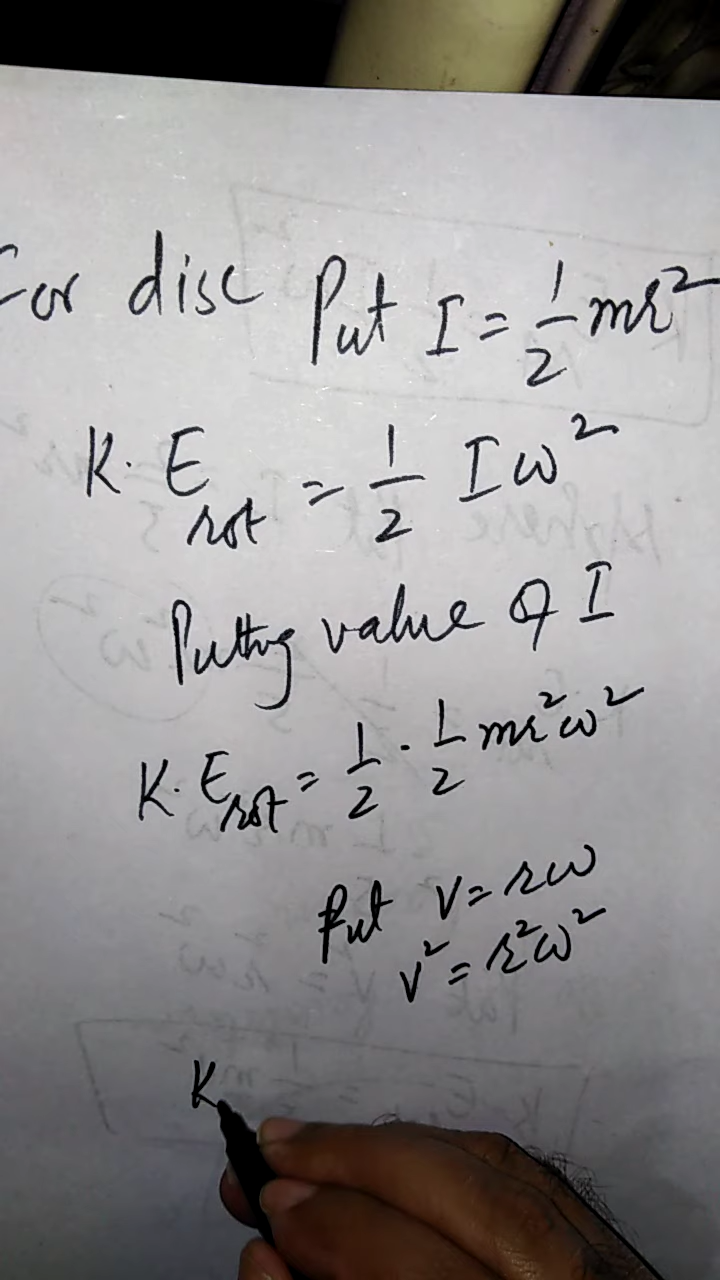 For disc Put I = 1/2 mr²
K.E rot = 1/2 Iω²
Putting value of I
K.E rot = 1/2 . 1/2 mr²ω²
Put v = rω
v² = r²ω²
K